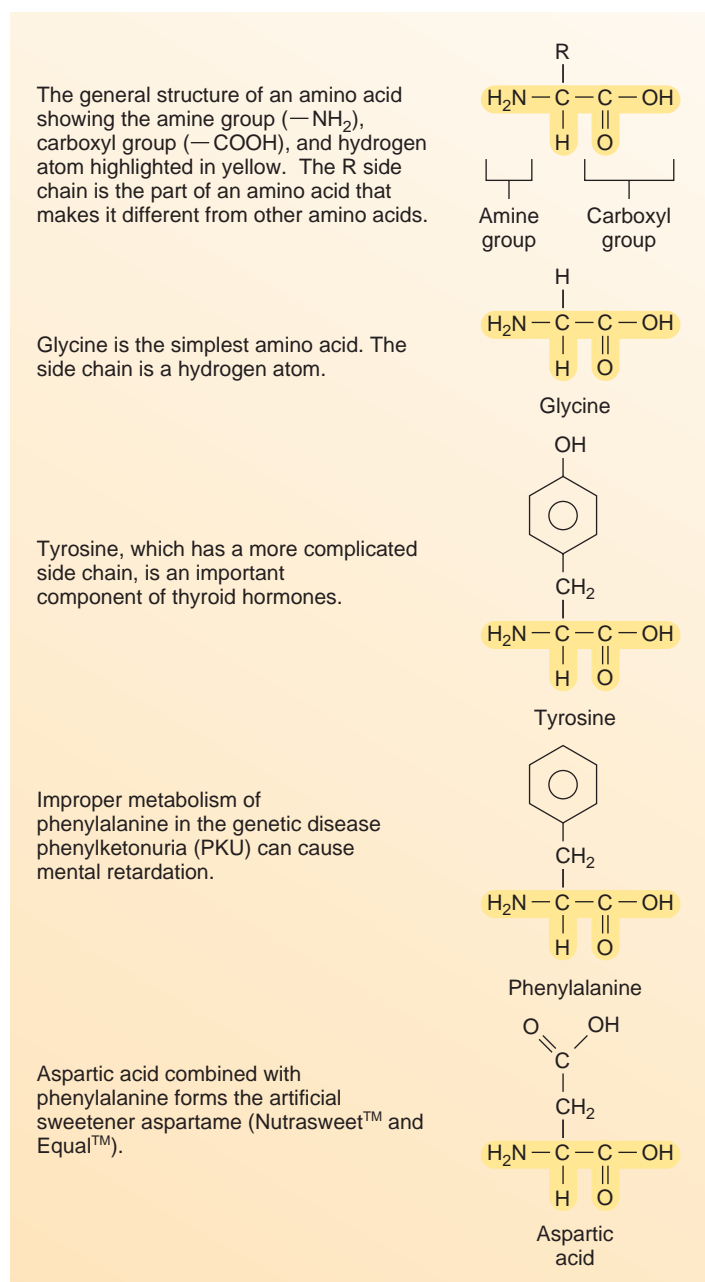 The general structure of an amino acid
showing the amine group (—NH₂),
carboxyl group (—COOH), and hydrogen
atom highlighted in yellow. The R side
chain is the part of an amino acid that
makes it different from other amino acids.
R
H₂N — C — C — OH
H O
Amine
group
Carboxyl
group
Glycine is the simplest amino acid. The
side chain is a hydrogen atom.
H
H₂N — C — C — OH
H O
Glycine
Tyrosine, which has a more complicated
side chain, is an important
component of thyroid hormones.
OH
CH₂
H₂N — C — C — OH
H O
Tyrosine
Improper metabolism of
phenylalanine in the genetic disease
phenylketonuria (PKU) can cause
mental retardation.
CH₂
H₂N — C — C — OH
H O
Phenylalanine
Aspartic acid combined with
phenylalanine forms the artificial
sweetener aspartame (Nutrasweet™ and
Equal™).
O OH
C
CH₂
H₂N — C — C — OH
H O
Aspartic
acid